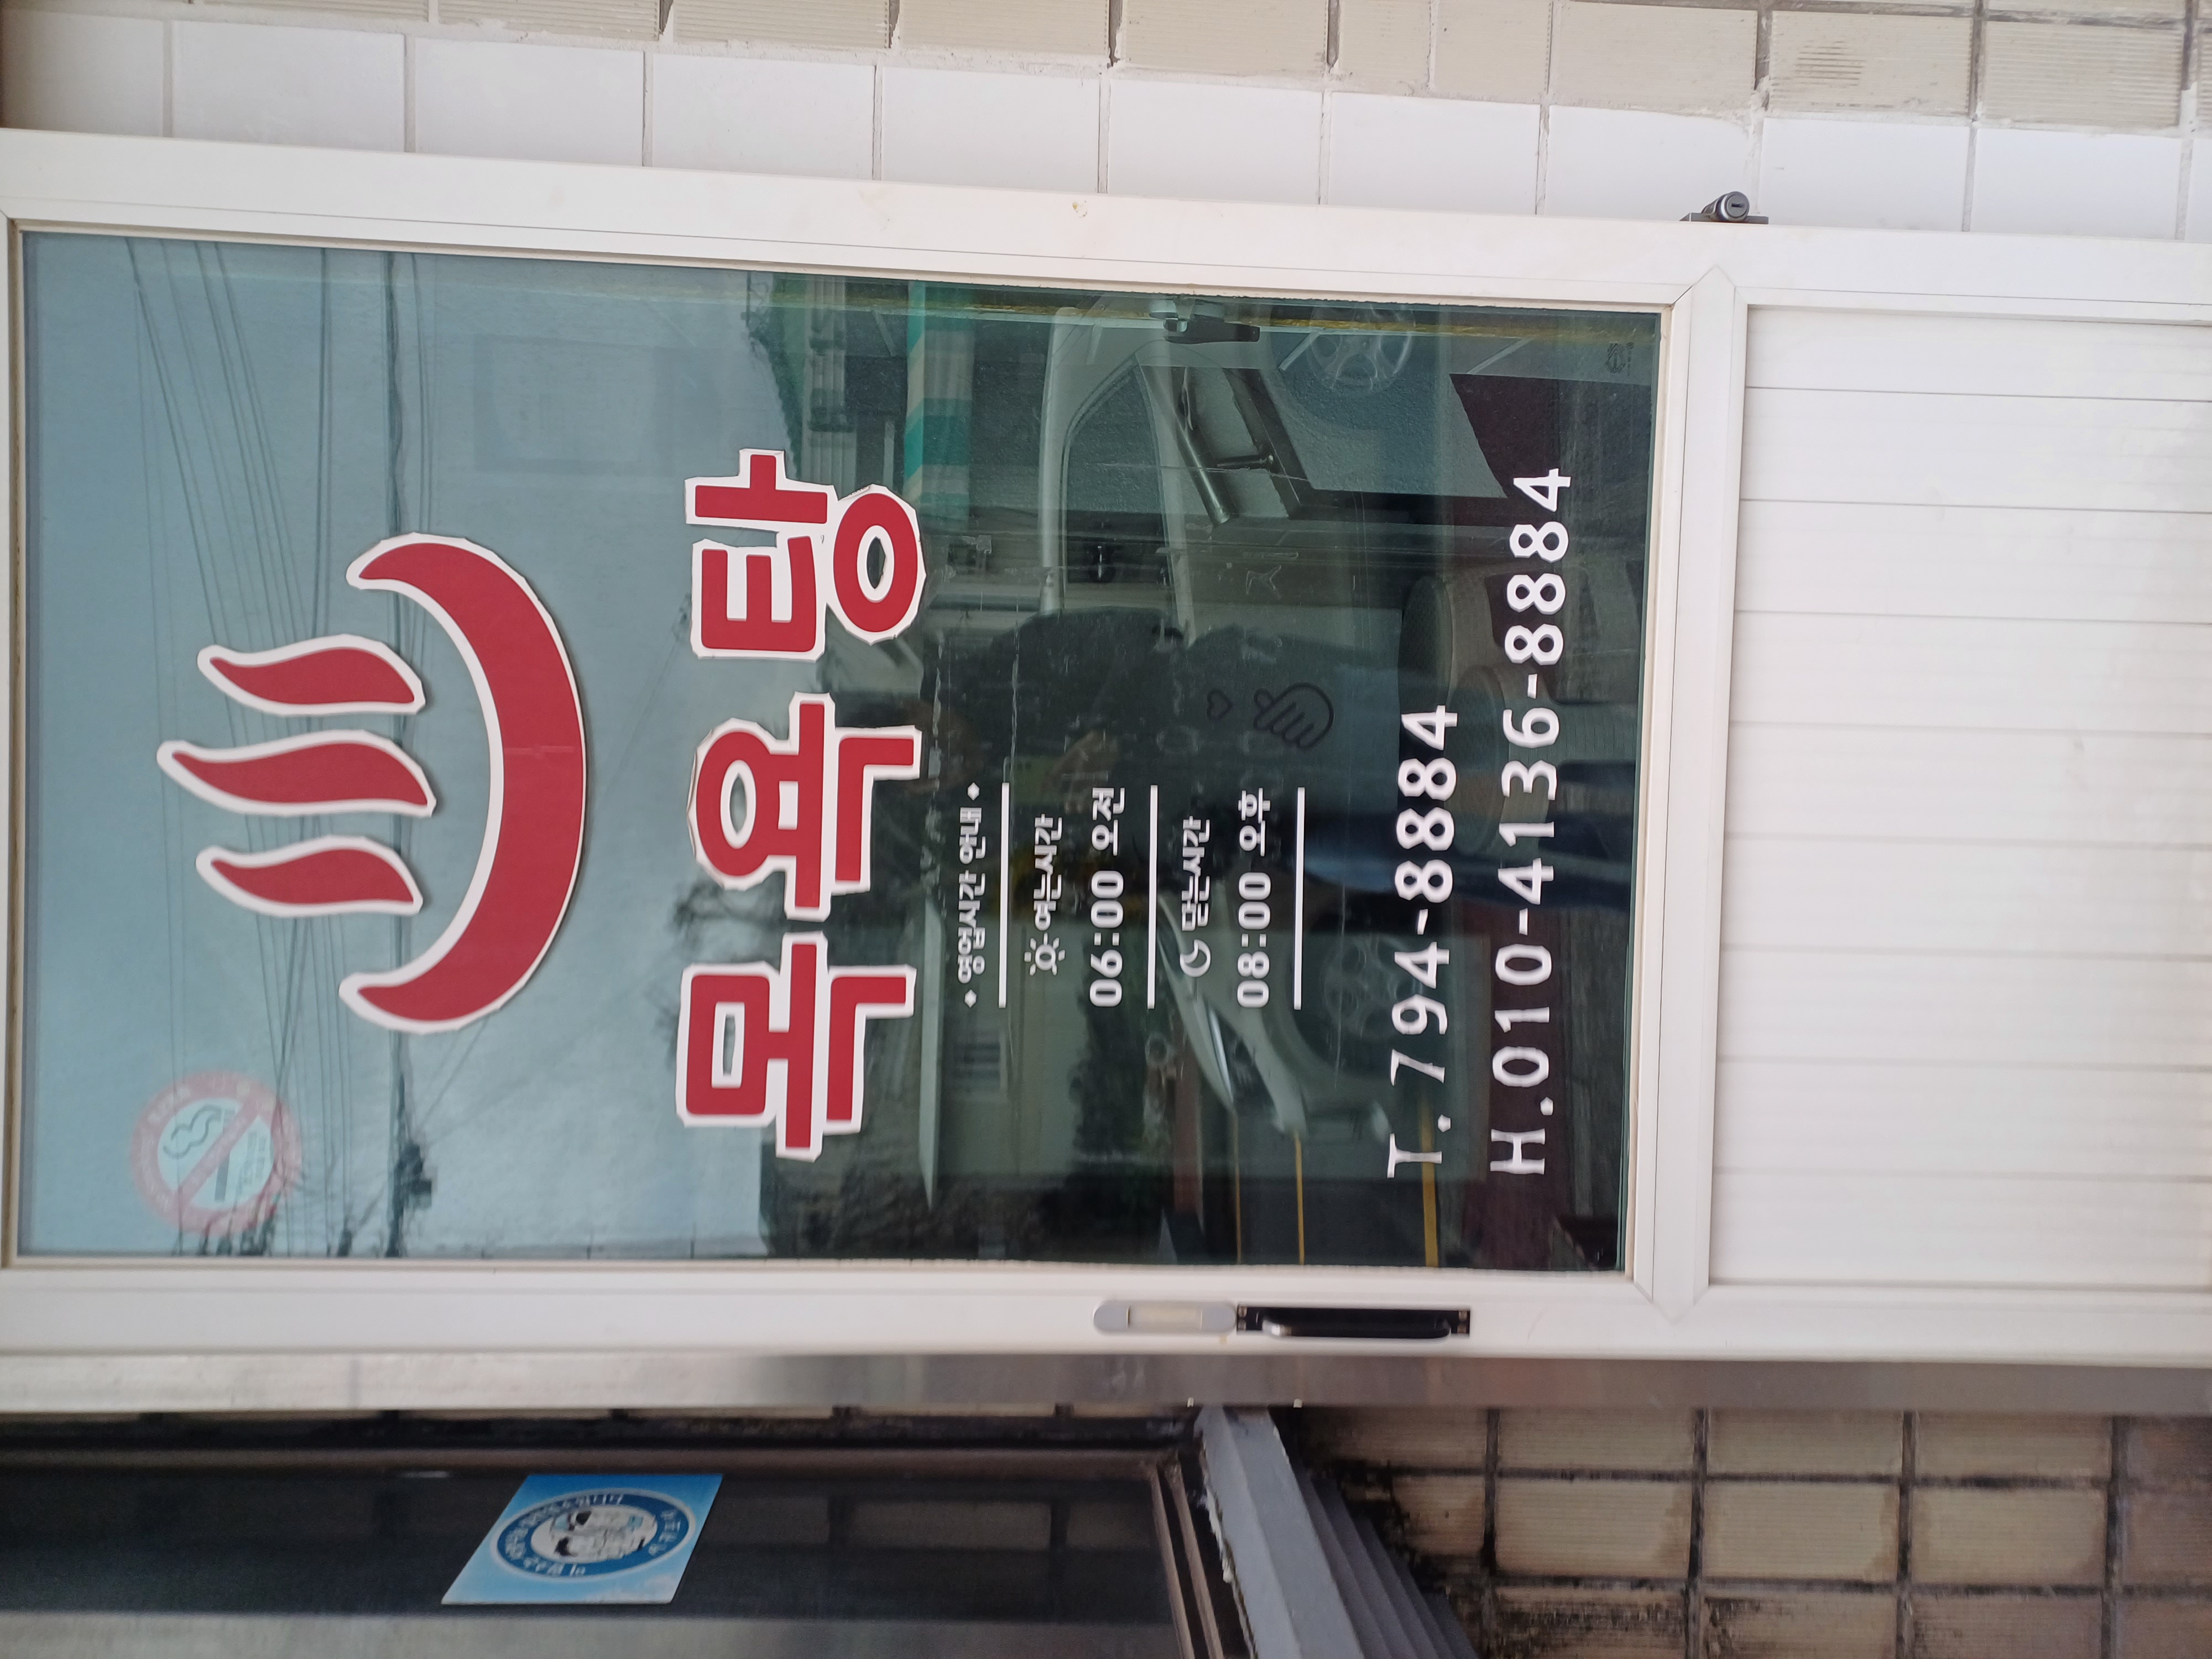 목욕탕
◆ 영업시간 안내 ◆
여는시간
06:00 오전
닫는시간
08:00 오후
T.794-8884
H.010-4136-8884